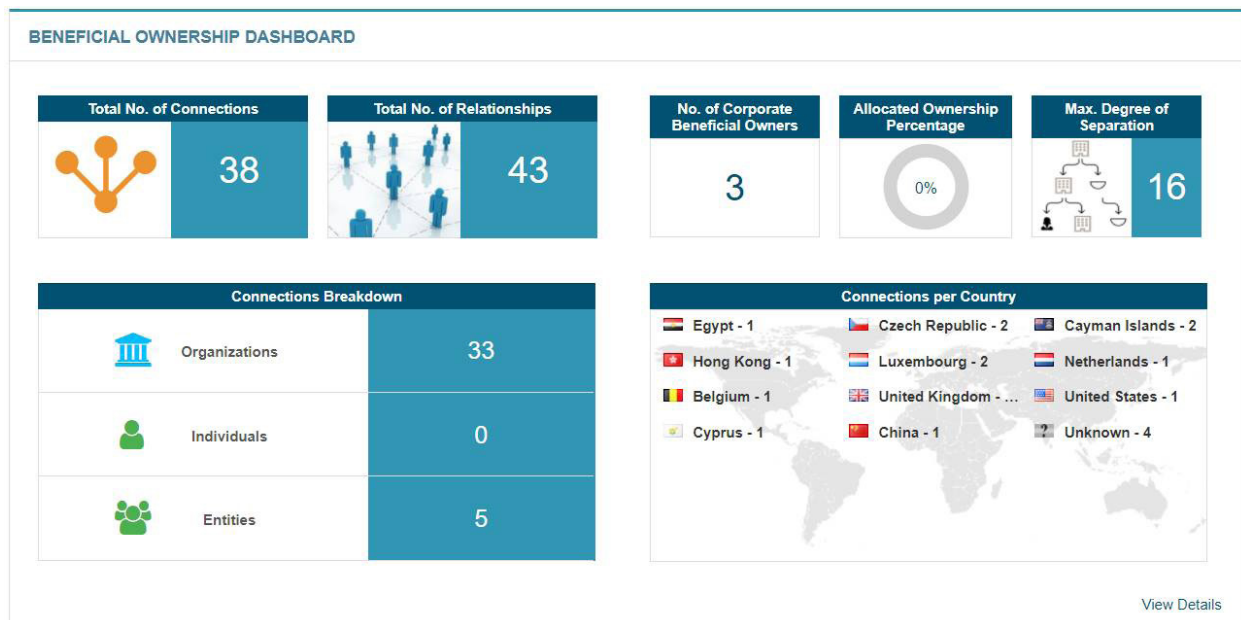 BENEFICIAL OWNERSHIP DASHBOARD
Total No. of Connections
38
Total No. of Relationships
43
No. of Corporate
Beneficial Owners
3
Allocated Ownership
Percentage
0%
Max. Degree of
Separation
16
Connections Breakdown
Organizations 33
Individuals 0
Entities 5
Connections per Country
Egypt - 1 Czech Republic - 2 Cayman Islands - 2
Hong Kong - 1 Luxembourg - 2 Netherlands - 1
Belgium - 1 United Kingdom - ... United States - 1
Cyprus - 1 China - 1 ? Unknown - 4
View Details